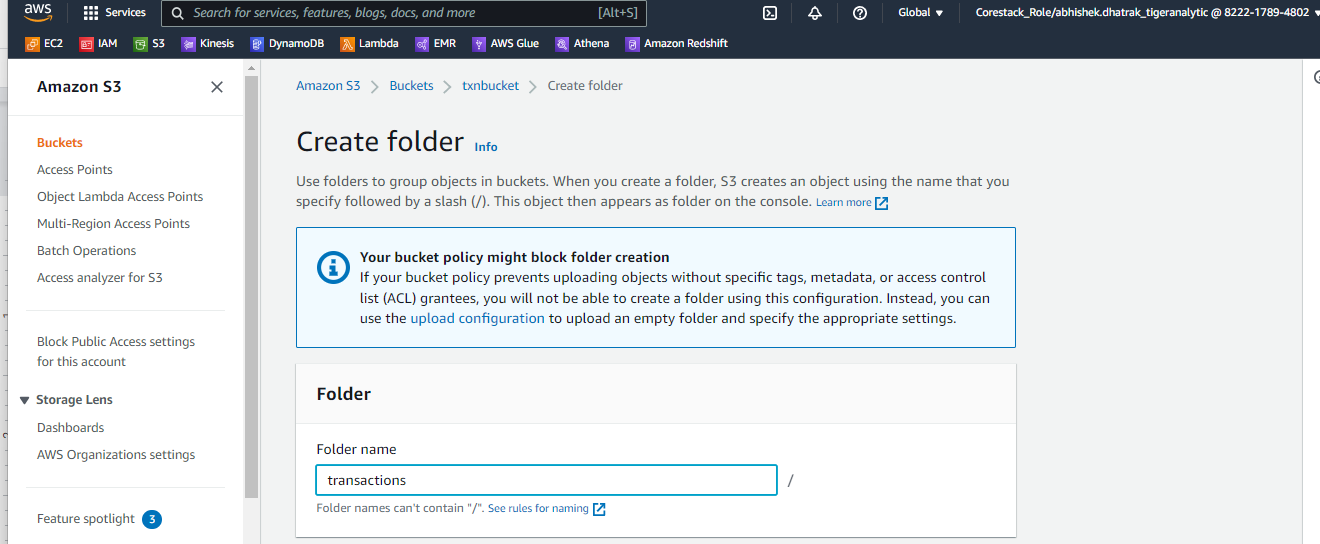 aws
Services
Search for services, features, blogs, docs, and more
[Alt+S]
Global ▼
Corestack_Role/abhishek.dhatrak_tigeranalytic @ 8222-1789-4802
EC2
IAM
S3
Kinesis
DynamoDB
Lambda
EMR
AWS Glue
Athena
Amazon Redshift
Amazon S3
Buckets
Access Points
Object Lambda Access Points
Multi-Region Access Points
Batch Operations
Access analyzer for S3
Block Public Access settings
for this account
Storage Lens
Dashboards
AWS Organizations settings
Feature spotlight 3
Amazon S3 > Buckets > txnbucket > Create folder
Create folder Info
Use folders to group objects in buckets. When you create a folder, S3 creates an object using the name that you
specify followed by a slash (/). This object then appears as folder on the console. Learn more
Your bucket policy might block folder creation
If your bucket policy prevents uploading objects without specific tags, metadata, or access control
list (ACL) grantees, you will not be able to create a folder using this configuration. Instead, you can
use the upload configuration to upload an empty folder and specify the appropriate settings.
Folder
Folder name
transactions /
Folder names can't contain "/". See rules for naming